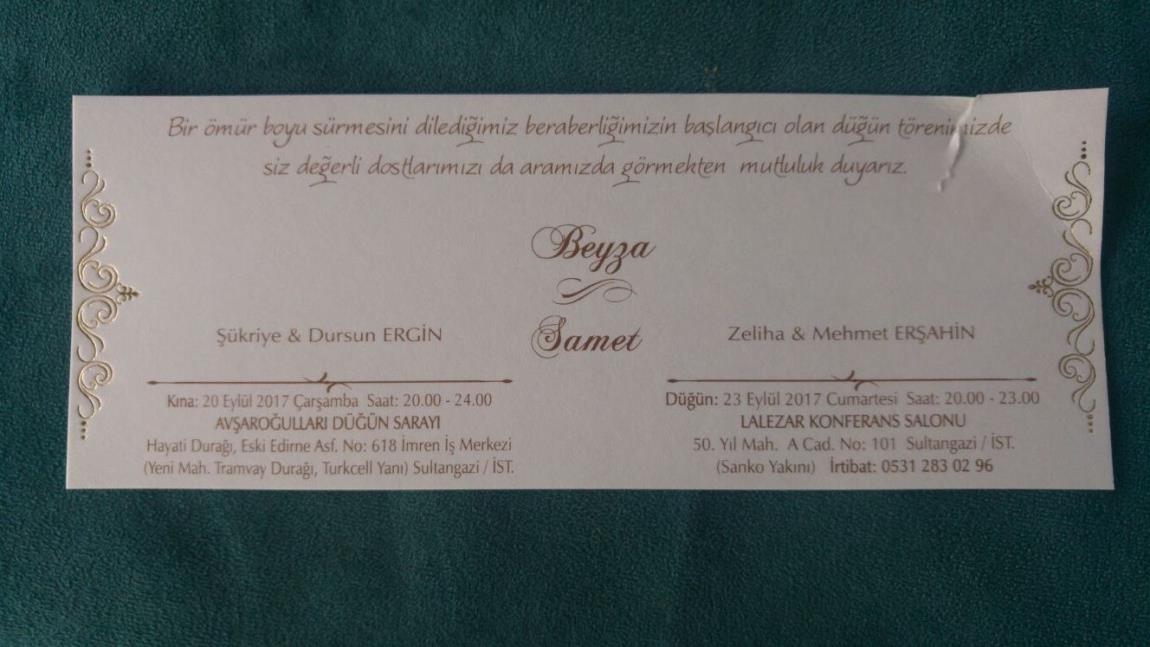 Bir ömür boyu sürmesini dilediğimiz beraberliğimizin başlangıcı olan düğün törenimizde
siz değerli dostlarımızı da aramızda görmekten mutluluk duyarız.
Beyza
Samet
Şükriye & Dursun ERGİN
Zeliha & Mehmet ERŞAHİN
Kına: 20 Eylül 2017 Çarşamba Saat: 20.00 - 24.00
AVŞAROĞULLARI DÜĞÜN SARAYI
Hayati Durağı, Eski Edirne Asf. No: 618 İmren İş Merkezi
(Yeni Mah. Tramvay Durağı, Turkcell Yanı) Sultangazi / İST.
Düğün: 23 Eylül 2017 Cumartesi Saat: 20.00 - 23.00
LALEZAR KONFERANS SALONU
50. Yıl Mah. A Cad. No: 101 Sultangazi / İST.
(Sanko Yakını) İrtibat: 0531 283 02 96